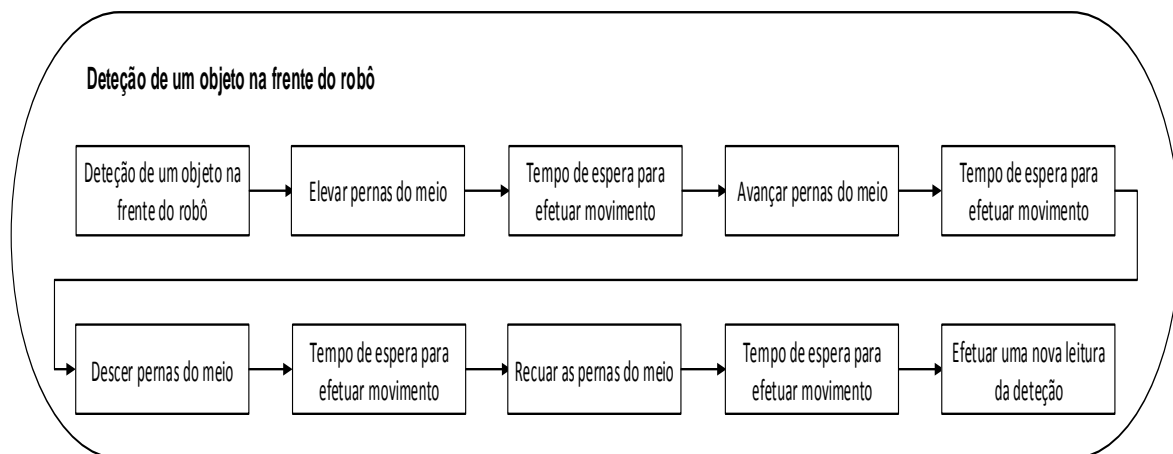 Deteção de um objeto na frente do robô
Deteção de um objeto na
frente do robô
Elevar pernas do meio
Tempo de espera para
efetuar movimento
Avançar pernas do meio
Tempo de espera para
efetuar movimento
Descer pernas do meio
Tempo de espera para
efetuar movimento
Recuar as pernas do meio
Tempo de espera para
efetuar movimento
Efetuar uma nova leitura
da deteção